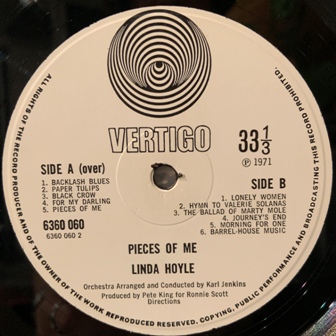 ALL RIGHTS OF THE RECORD PRODUCER AND OF THE OWNER OF THE WORK REPRODUCED RESERVED. COPYING, PUBLIC PERFORMANCE AND BROADCASTING THIS RECORD PROHIBITED.
VERTIGO
33 1/3
Ⓟ 1971
SIDE A (over)
1. BACKLASH BLUES
2. PAPER TULIPS
3. BLACK CROW
4. FOR MY DARLING
5. PIECES OF ME
6360 060
6360 060 2
SIDE B
1. LONELY WOMEN
2. HYMN TO VALERIE SOLANAS
3. THE BALLAD OF MARTY MOLE
4. JOURNEY'S END
5. MORNING FOR ONE
6. BARREL-HOUSE MUSIC
PIECES OF ME
LINDA HOYLE
Orchestra Arranged and Conducted by Karl Jenkins
Produced by Pete King for Ronnie Scott
Directions